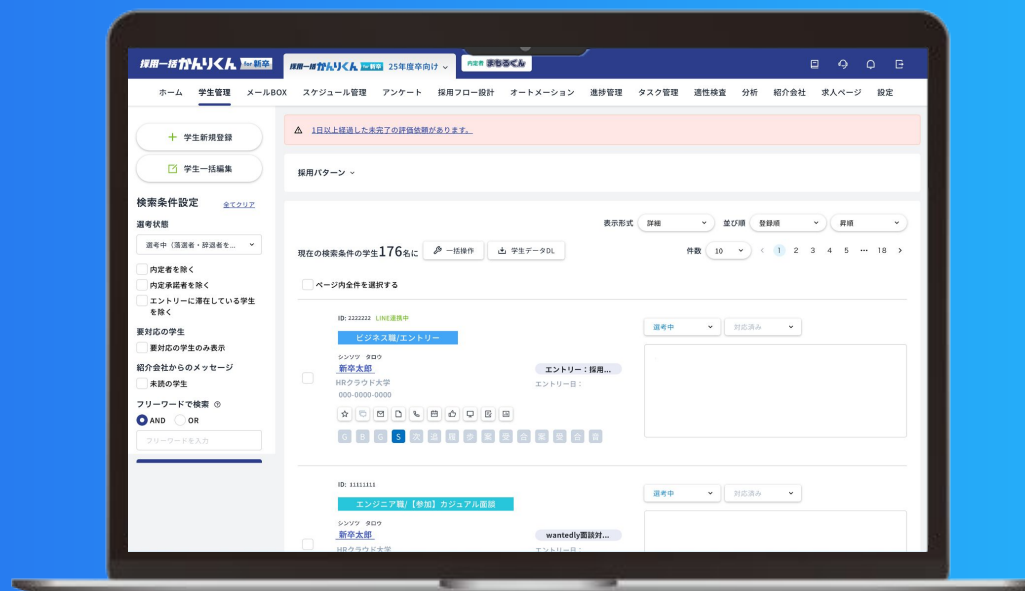 採用一括かんりくん for 新卒
採用一括かんりくん for 新卒 25年度卒向け
内定者 まちるぐん
ホーム 学生管理 メールBOX スケジュール管理 アンケート 採用フロー設計 オートメーション 進捗管理 タスク管理 適性検査 分析 紹介会社 求人ページ 設定
+ 学生新規登録
学生一括編集
検索条件設定 全てクリア
選考状態
選考中（落選者・辞退者を...
内定者を除く
内定承諾者を除く
エントリーに滞在している学生
を除く
要対応の学生
要対応の学生のみ表示
紹介会社からのメッセージ
未読の学生
フリーワードで検索
AND OR
フリーワードを入力
1日以上経過した未完了の評価依頼があります。
採用パターン
表示形式 詳細 並び順 登録順 昇順
現在の検索条件の学生176名に 一括操作 学生データDL 件数 10 < 1 2 3 4 5 … 18 >
ページ内全件を選択する
ID: 2222222 LINE連携中
ビジネス職/エントリー
シンソツ タロウ
新卒太郎
HRクラウド大学
000-0000-0000
エントリー：採用...
エントリー日：
選考中 対応済み
G B G S 次 追 履 歩 業 受 合 案 受 合 容
ID: 11111111
エンジニア職/【参加】カジュアル面談
シンソツ タロウ
新卒太郎
HRクラウド大学
wantedly面談対...
エントリー日：
選考中 対応済み